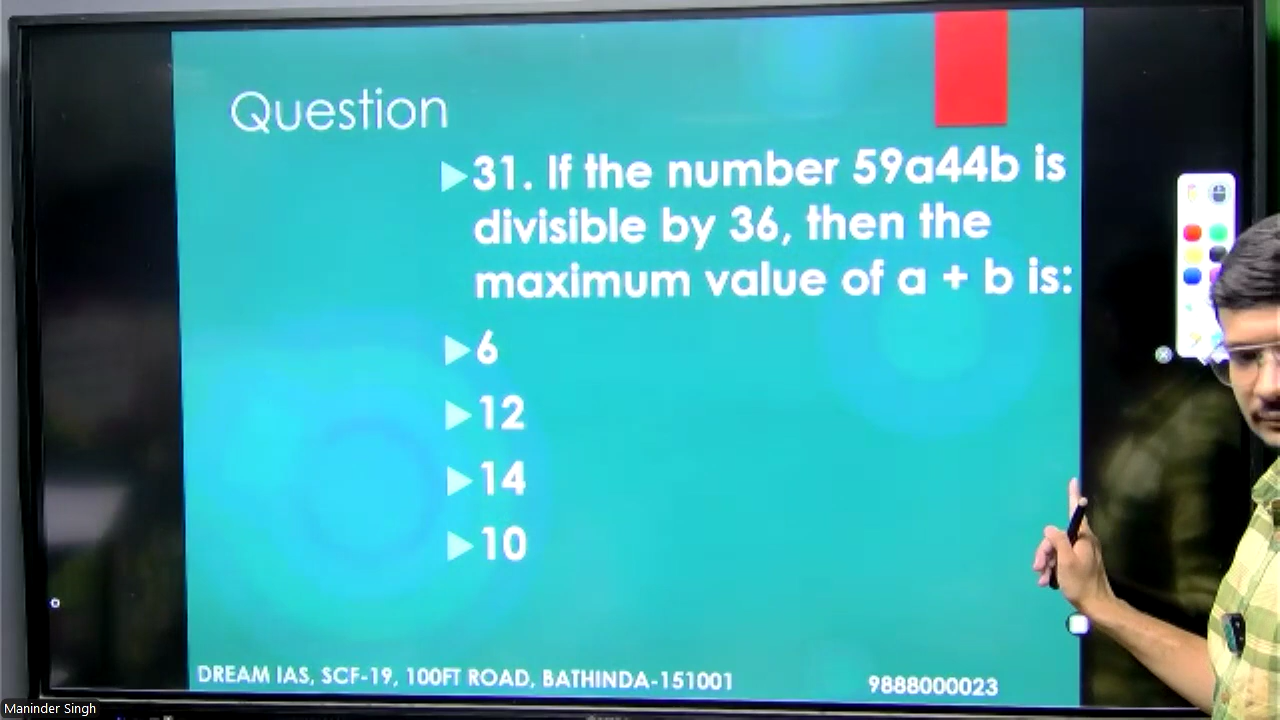 Question
31. If the number 59a44b is
divisible by 36, then the
maximum value of a + b is:
6
12
14
10
DREAM IAS, SCF-19, 100FT ROAD, BATHINDA-151001
9888000023
Maninder Singh